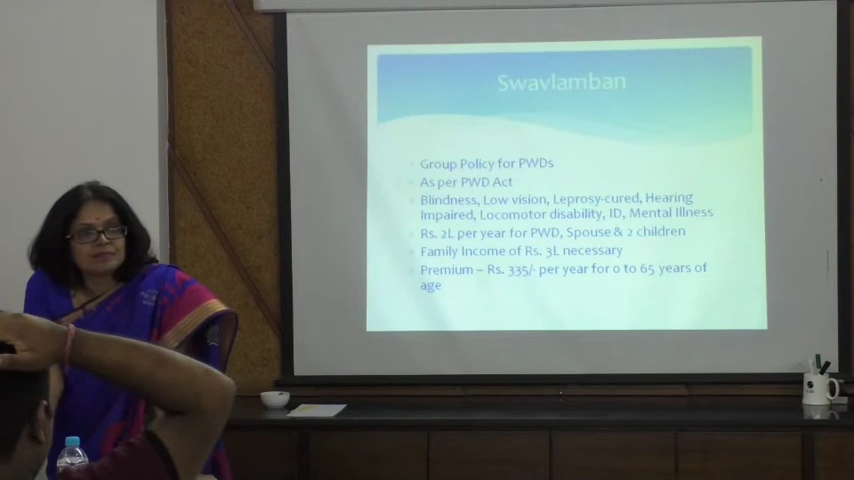 Swavlamban
Group Policy for PWDs
As per PWD Act
Blindness, Low vision, Leprosy-cured, Hearing
Impaired, Locomotor disability, ID, Mental Illness
Rs. 2L per year for PWD, Spouse & 2 children
Family Income of Rs. 3L necessary
Premium – Rs. 335/- per year for 0 to 65 years of
age